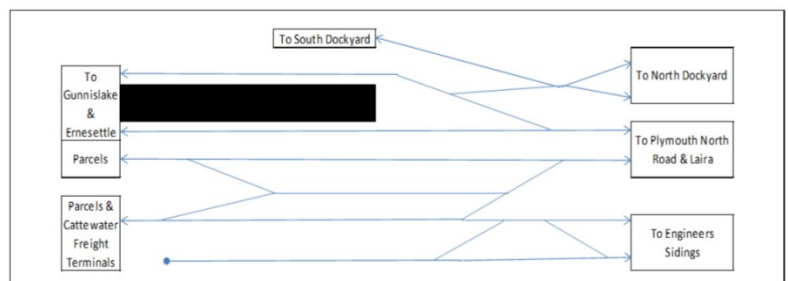 To South Dockyard
To North Dockyard
To
Gunnislake
&
Ernesettle
To Plymouth North
Road & Laira
Parcels
Parcels &
Cattewater
Freight
Terminals
To Engineers
Sidings